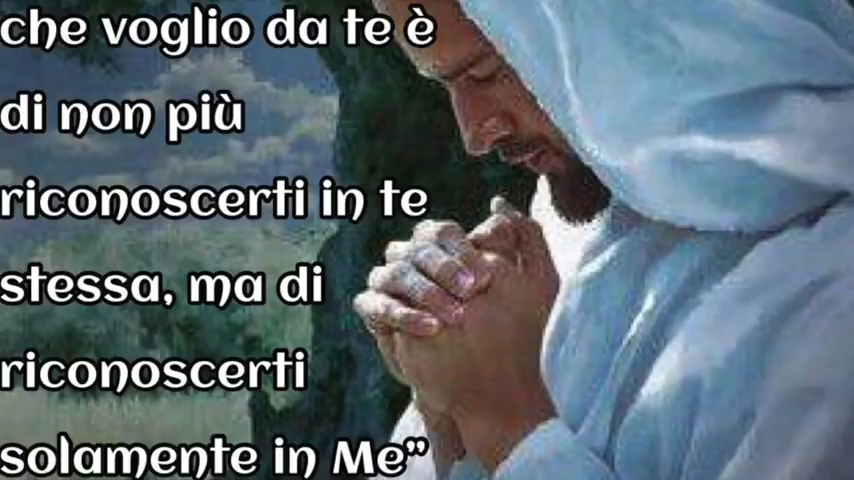 che voglio da te è
di non più
riconoscerti in te
stessa, ma di
riconoscerti
solamente in Me”